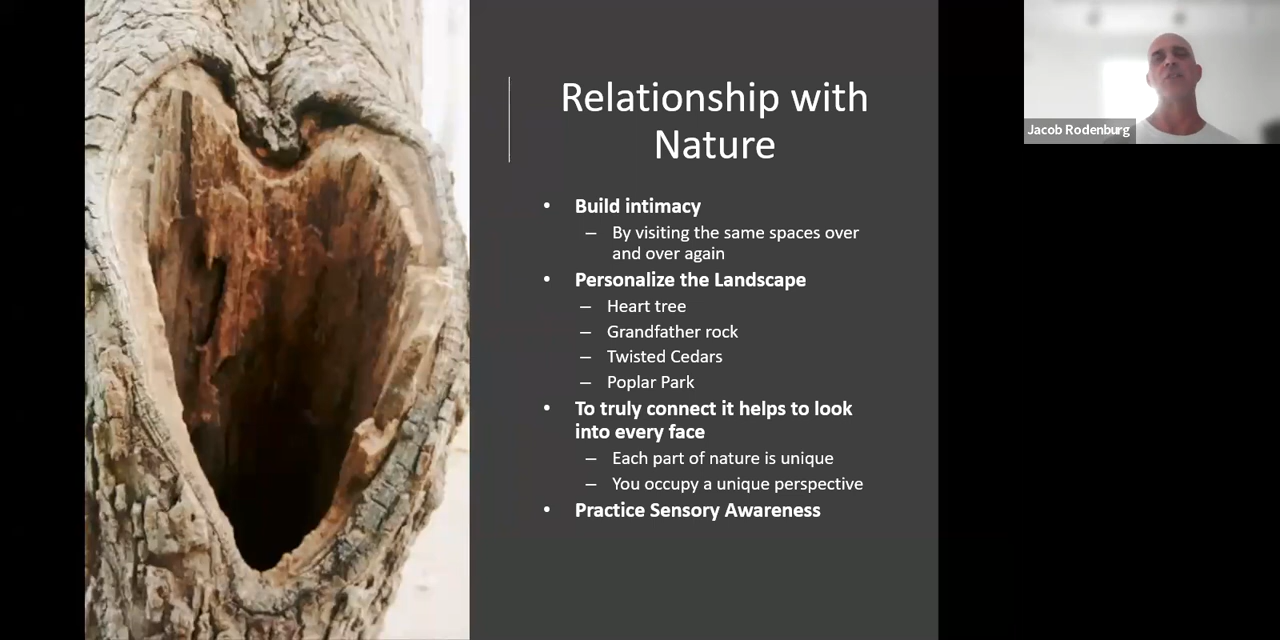 Relationship with
Nature
• Build intimacy
– By visiting the same spaces over
and over again
• Personalize the Landscape
– Heart tree
– Grandfather rock
– Twisted Cedars
– Poplar Park
• To truly connect it helps to look
into every face
– Each part of nature is unique
– You occupy a unique perspective
• Practice Sensory Awareness
Jacob Rodenburg